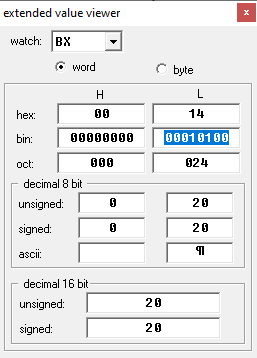 extended value viewer x
watch: BX
word byte
H L
hex: 00 14
bin: 00000000 00010100
oct: 000 024
decimal 8 bit
unsigned: 0 20
signed: 0 20
ascii: ¶
decimal 16 bit
unsigned: 20
signed: 20